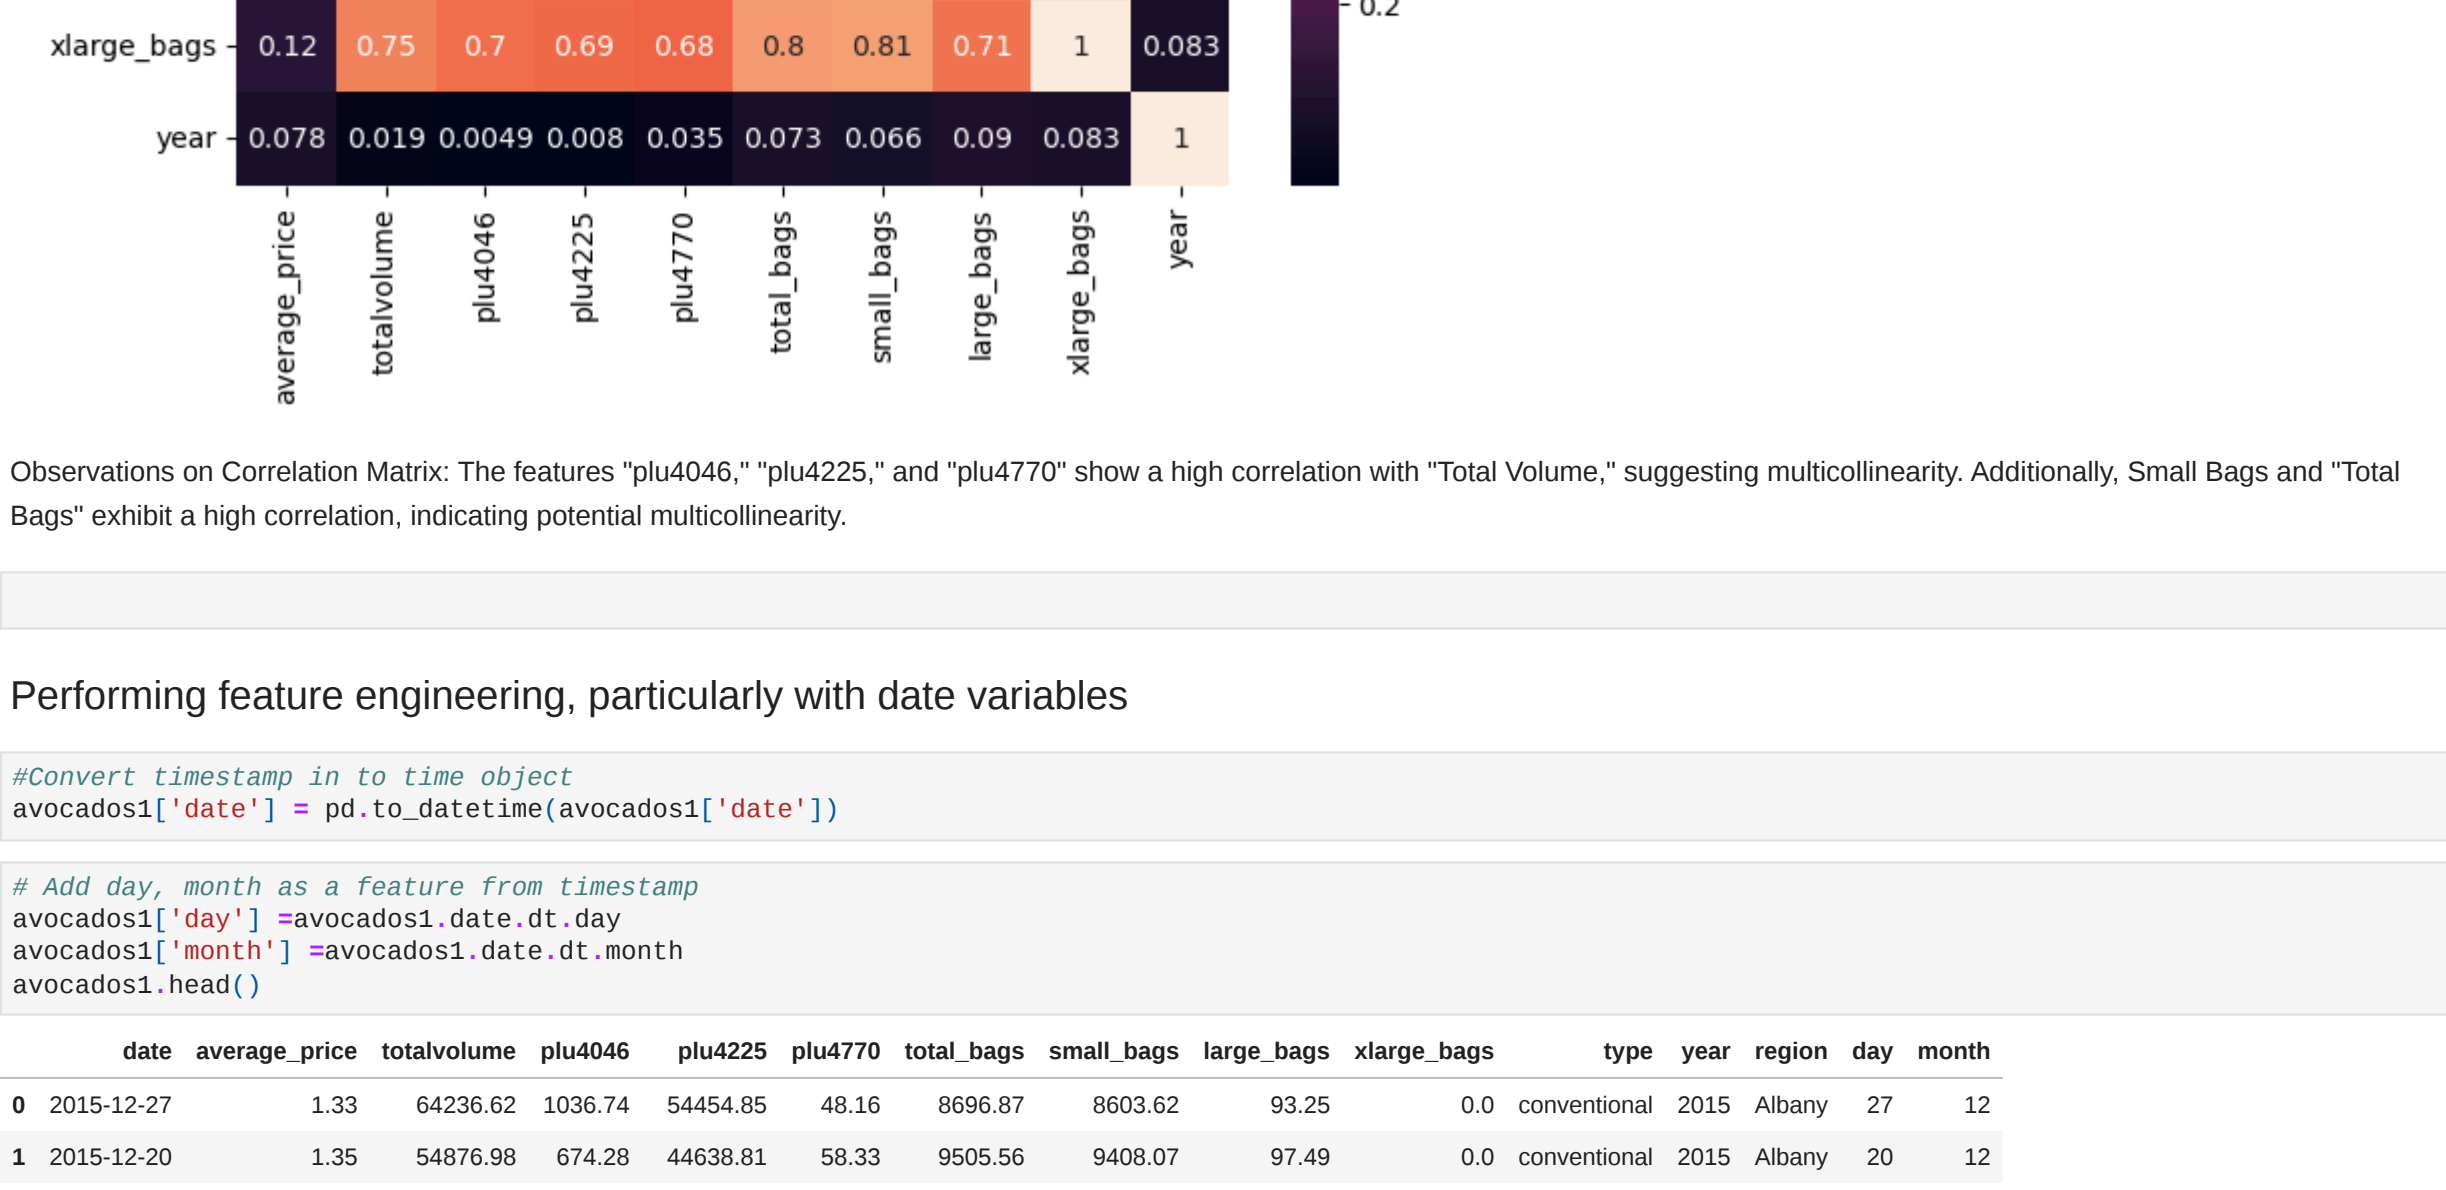 0.2
xlarge_bags 0.12 0.75 0.7 0.69 0.68 0.8 0.81 0.71 1 0.083
year 0.078 0.019 0.0049 0.008 0.035 0.073 0.066 0.09 0.083 1
average_price totalvolume plu4046 plu4225 plu4770 total_bags small_bags large_bags xlarge_bags year
Observations on Correlation Matrix: The features "plu4046," "plu4225," and "plu4770" show a high correlation with "Total Volume," suggesting multicollinearity. Additionally, Small Bags and "Total
Bags" exhibit a high correlation, indicating potential multicollinearity.
Performing feature engineering, particularly with date variables
#Convert timestamp in to time object
avocados1['date'] = pd.to_datetime(avocados1['date'])
# Add day, month as a feature from timestamp
avocados1['day'] =avocados1.date.dt.day
avocados1['month'] =avocados1.date.dt.month
avocados1.head()
date average_price totalvolume plu4046 plu4225 plu4770 total_bags small_bags large_bags xlarge_bags type year region day month
0 2015-12-27 1.33 64236.62 1036.74 54454.85 48.16 8696.87 8603.62 93.25 0.0 conventional 2015 Albany 27 12
1 2015-12-20 1.35 54876.98 674.28 44638.81 58.33 9505.56 9408.07 97.49 0.0 conventional 2015 Albany 20 12